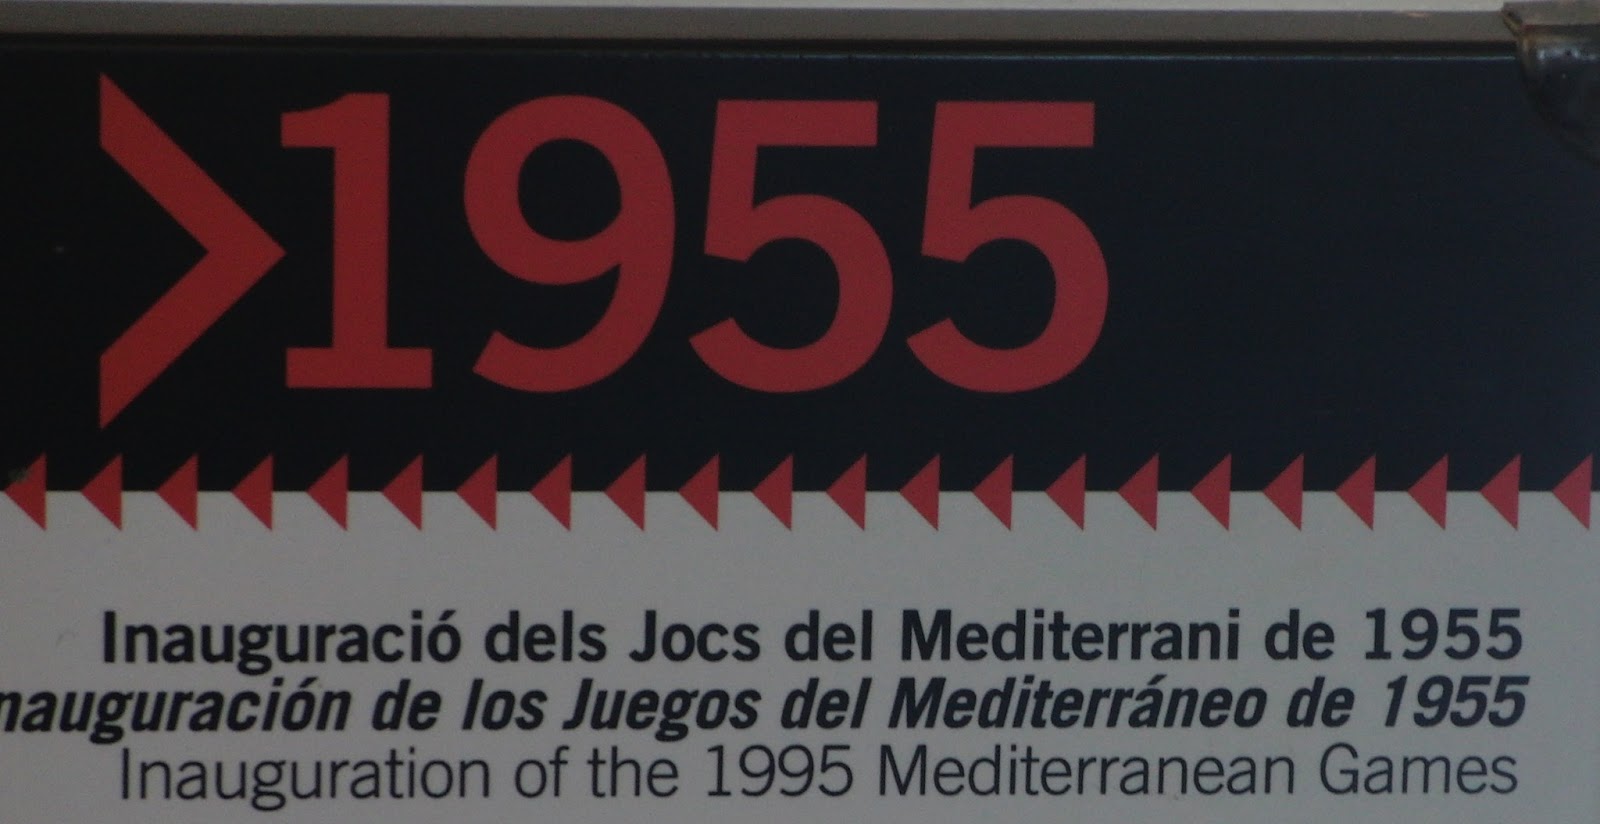 >1955
Inauguració dels Jocs del Mediterrani de 1955
nauguración de los Juegos del Mediterráneo de 1955
Inauguration of the 1995 Mediterranean Games